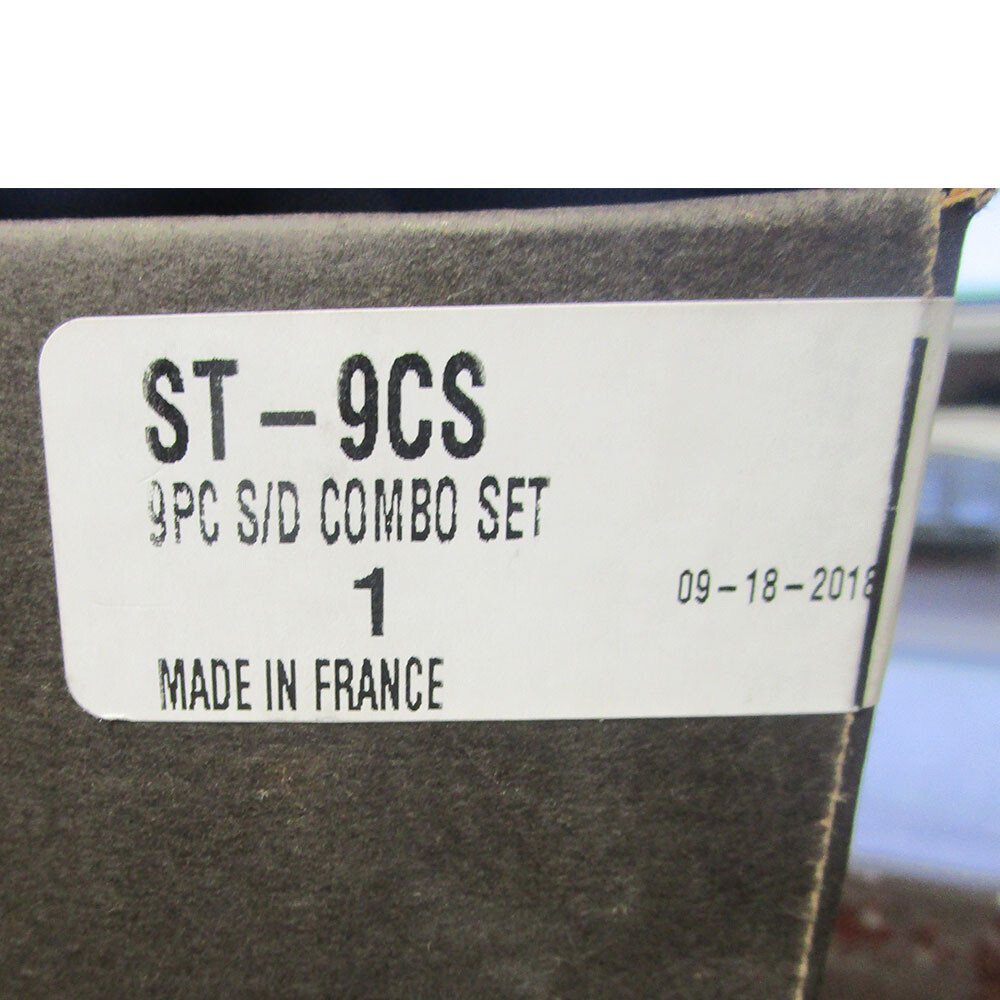 ST-9CS
9PC S/D COMBO SET
1
09-18-2018
MADE IN FRANCE